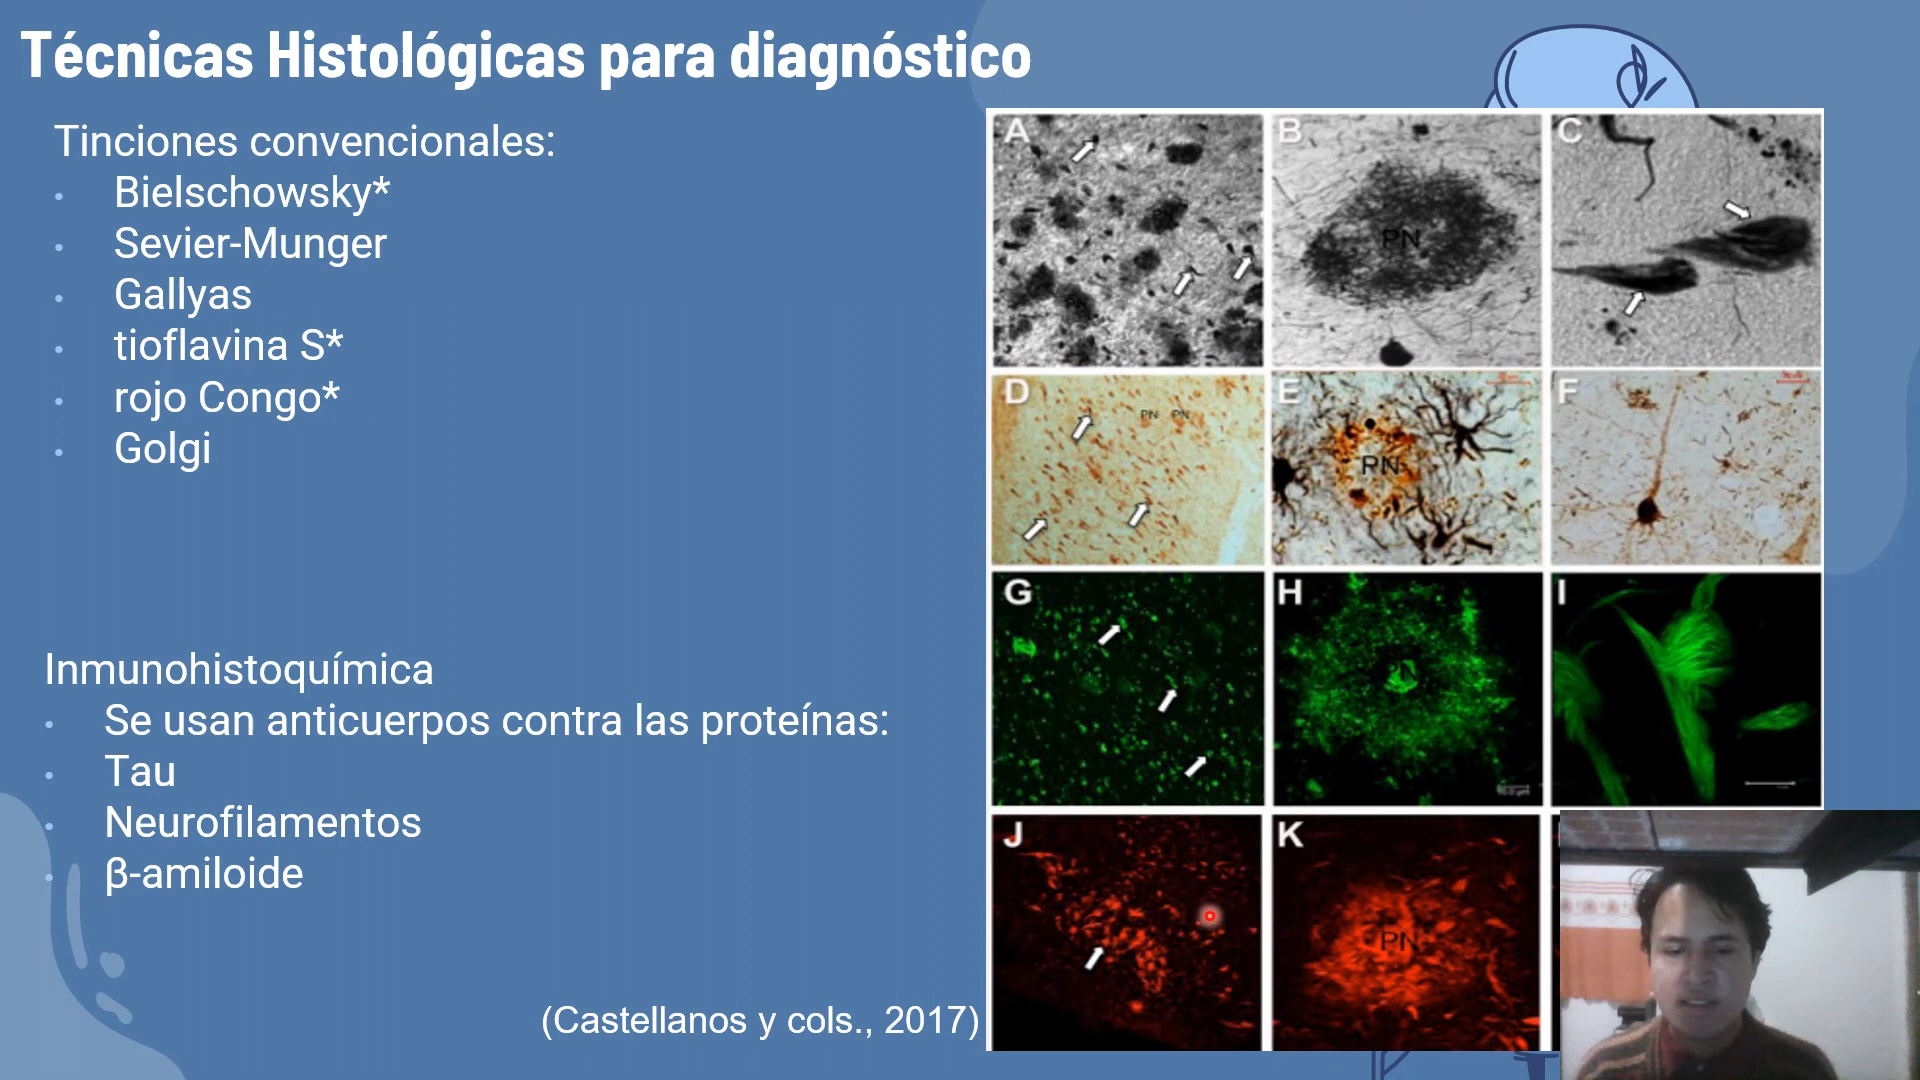 Técnicas Histológicas para diagnóstico
Tinciones convencionales:
• Bielschowsky*
• Sevier-Munger
• Gallyas
• tioflavina S*
• rojo Congo*
• Golgi
Inmunohistoquímica
• Se usan anticuerpos contra las proteínas:
• Tau
• Neurofilamentos
• β-amiloide
(Castellanos y cols., 2017)
A B C
PN
D E F
PN PN
PN
G H I
PN
J K
PN